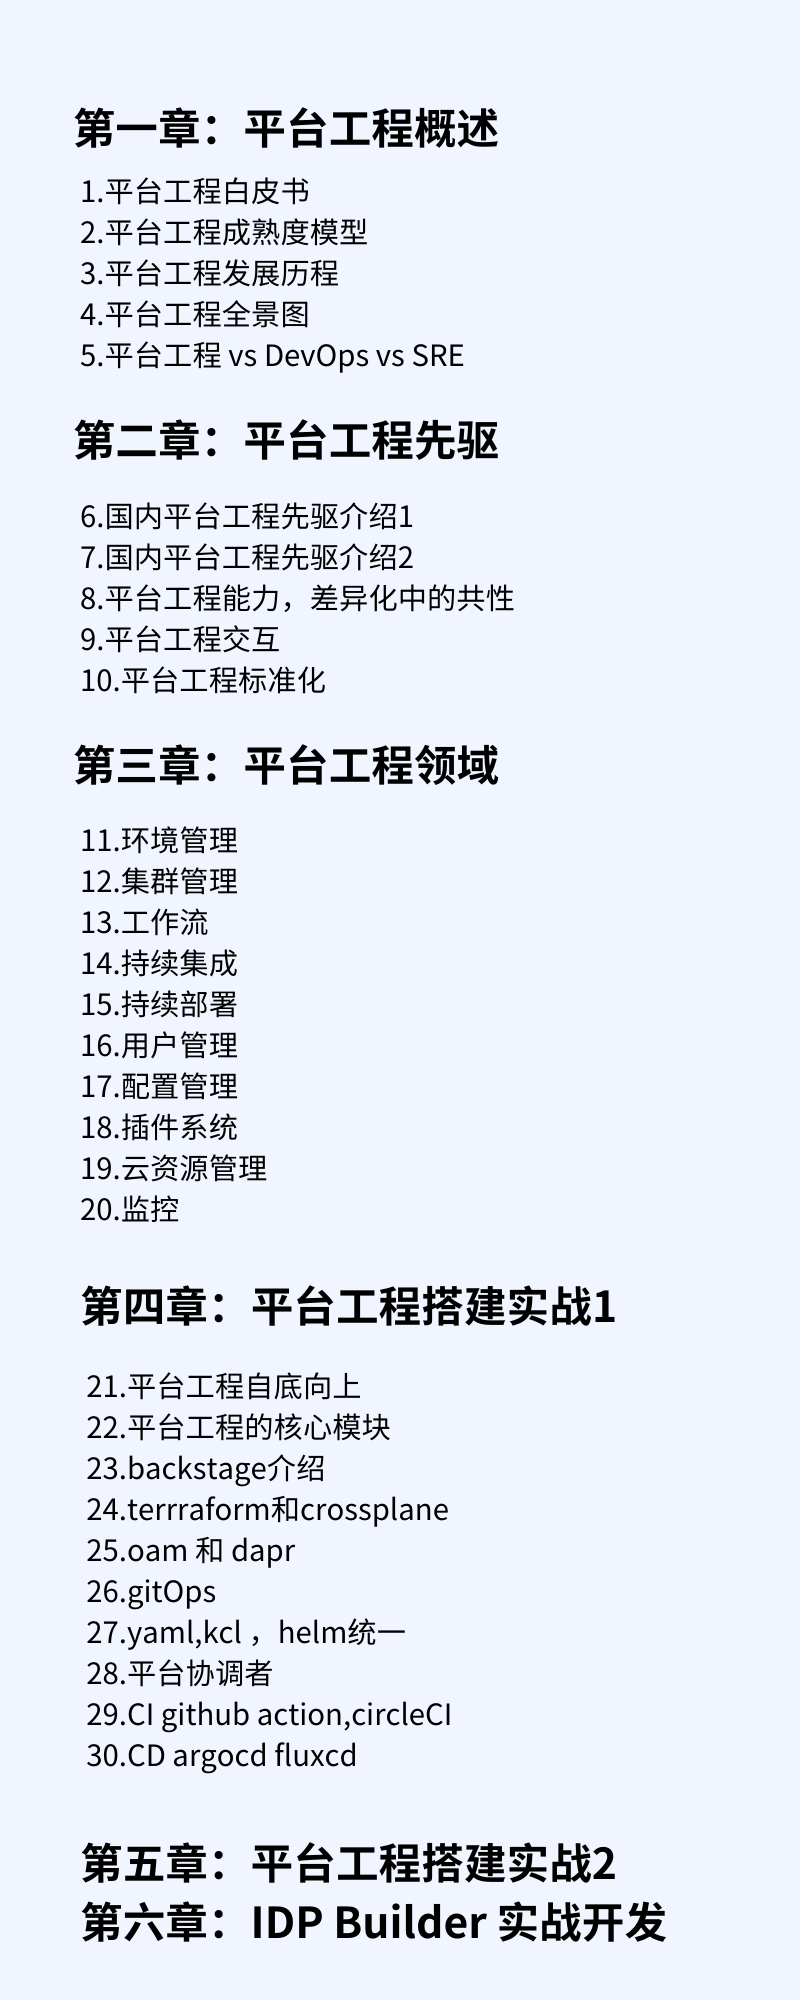 第一章：平台工程概述
1.平台工程白皮书
2.平台工程成熟度模型
3.平台工程发展历程
4.平台工程全景图
5.平台工程 vs DevOps vs SRE
第二章：平台工程先驱
6.国内平台工程先驱介绍1
7.国内平台工程先驱介绍2
8.平台工程能力，差异化中的共性
9.平台工程交互
10.平台工程标准化
第三章：平台工程领域
11.环境管理
12.集群管理
13.工作流
14.持续集成
15.持续部署
16.用户管理
17.配置管理
18.插件系统
19.云资源管理
20.监控
第四章：平台工程搭建实战1
21.平台工程自底向上
22.平台工程的核心模块
23.backstage介绍
24.terrraform和crossplane
25.oam 和 dapr
26.gitOps
27.yaml,kcl ，helm统一
28.平台协调者
29.CI github action,circleCI
30.CD argocd fluxcd
第五章：平台工程搭建实战2
第六章：IDP Builder 实战开发